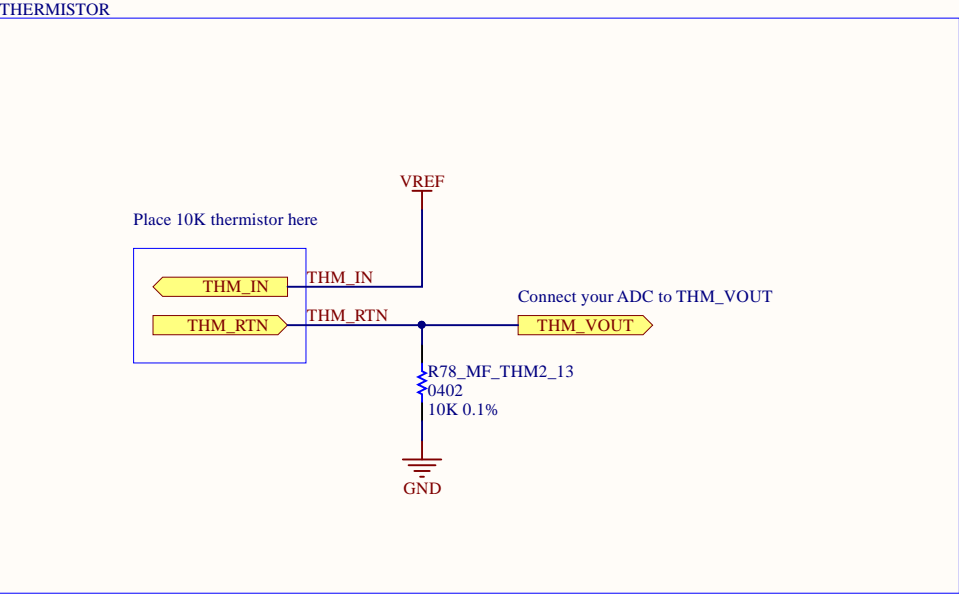 THERMISTOR
VREF
Place 10K thermistor here
THM_IN
THM_IN
THM_RTN
THM_RTN
Connect your ADC to THM_VOUT
THM_VOUT
R78_MF_THM2_13
0402
10K 0.1%
GND